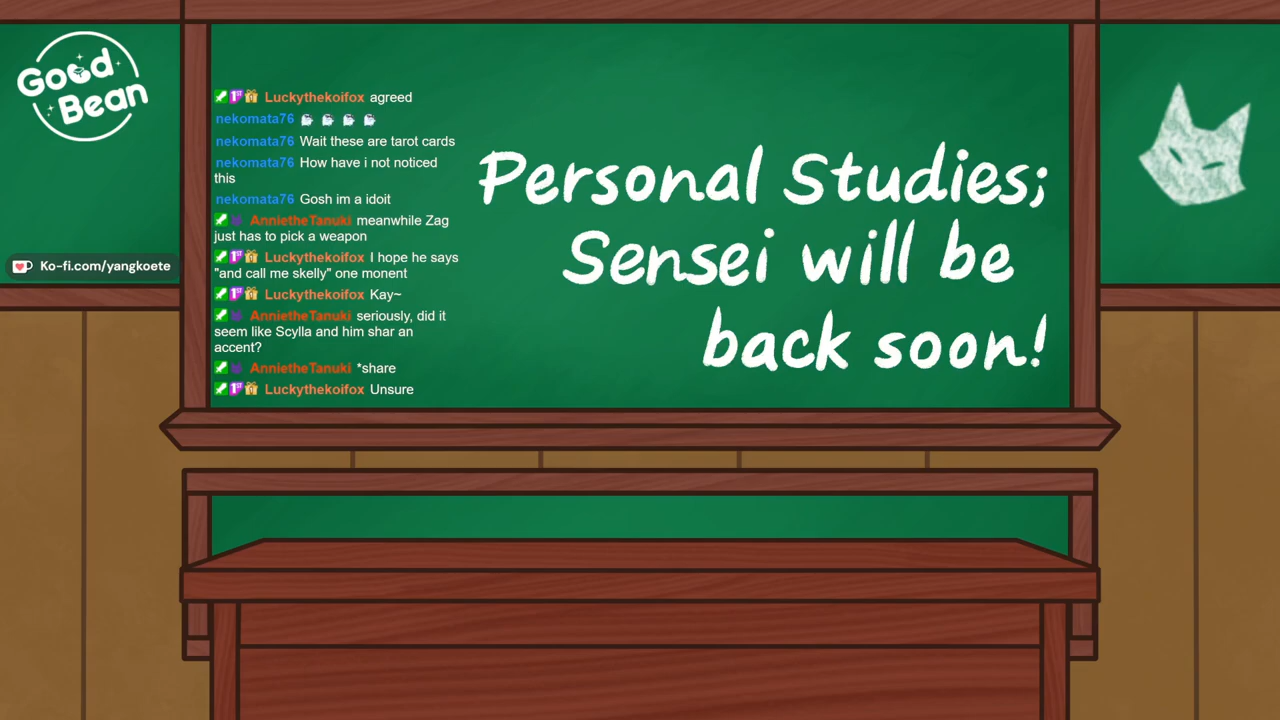 Good
Bean
Ko-fi.com/yangkoete
Luckythekoifox agreed
nekomata76
nekomata76 Wait these are tarot cards
nekomata76 How have i not noticed
this
nekomata76 Gosh im a idoit
AnnietheTanuki meanwhile Zag
just has to pick a weapon
Luckythekoifox I hope he says
"and call me skelly" one monent
Luckythekoifox Kay~
AnnietheTanuki seriously, did it
seem like Scylla and him shar an
accent?
AnnietheTanuki *share
Luckythekoifox Unsure
Personal Studies;
Sensei will be
back soon!